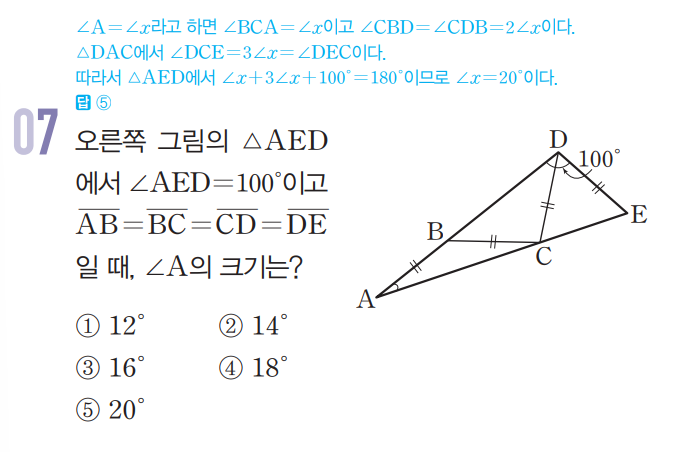 ∠A=∠x라고 하면 ∠BCA=∠x이고 ∠CBD=∠CDB=2∠x이다.
△DAC에서 ∠DCE=3∠x=∠DEC이다.
따라서 △AED에서 ∠x+3∠x+100°=180°이므로 ∠x=20°이다.
답 ⑤
07
오른쪽 그림의 △AED
에서 ∠AED=100°이고
A̅B̅=B̅C̅=C̅D̅=D̅E̅
일 때, ∠A의 크기는?
① 12° ② 14°
③ 16° ④ 18°
⑤ 20°
D
100°
E
B
C
A